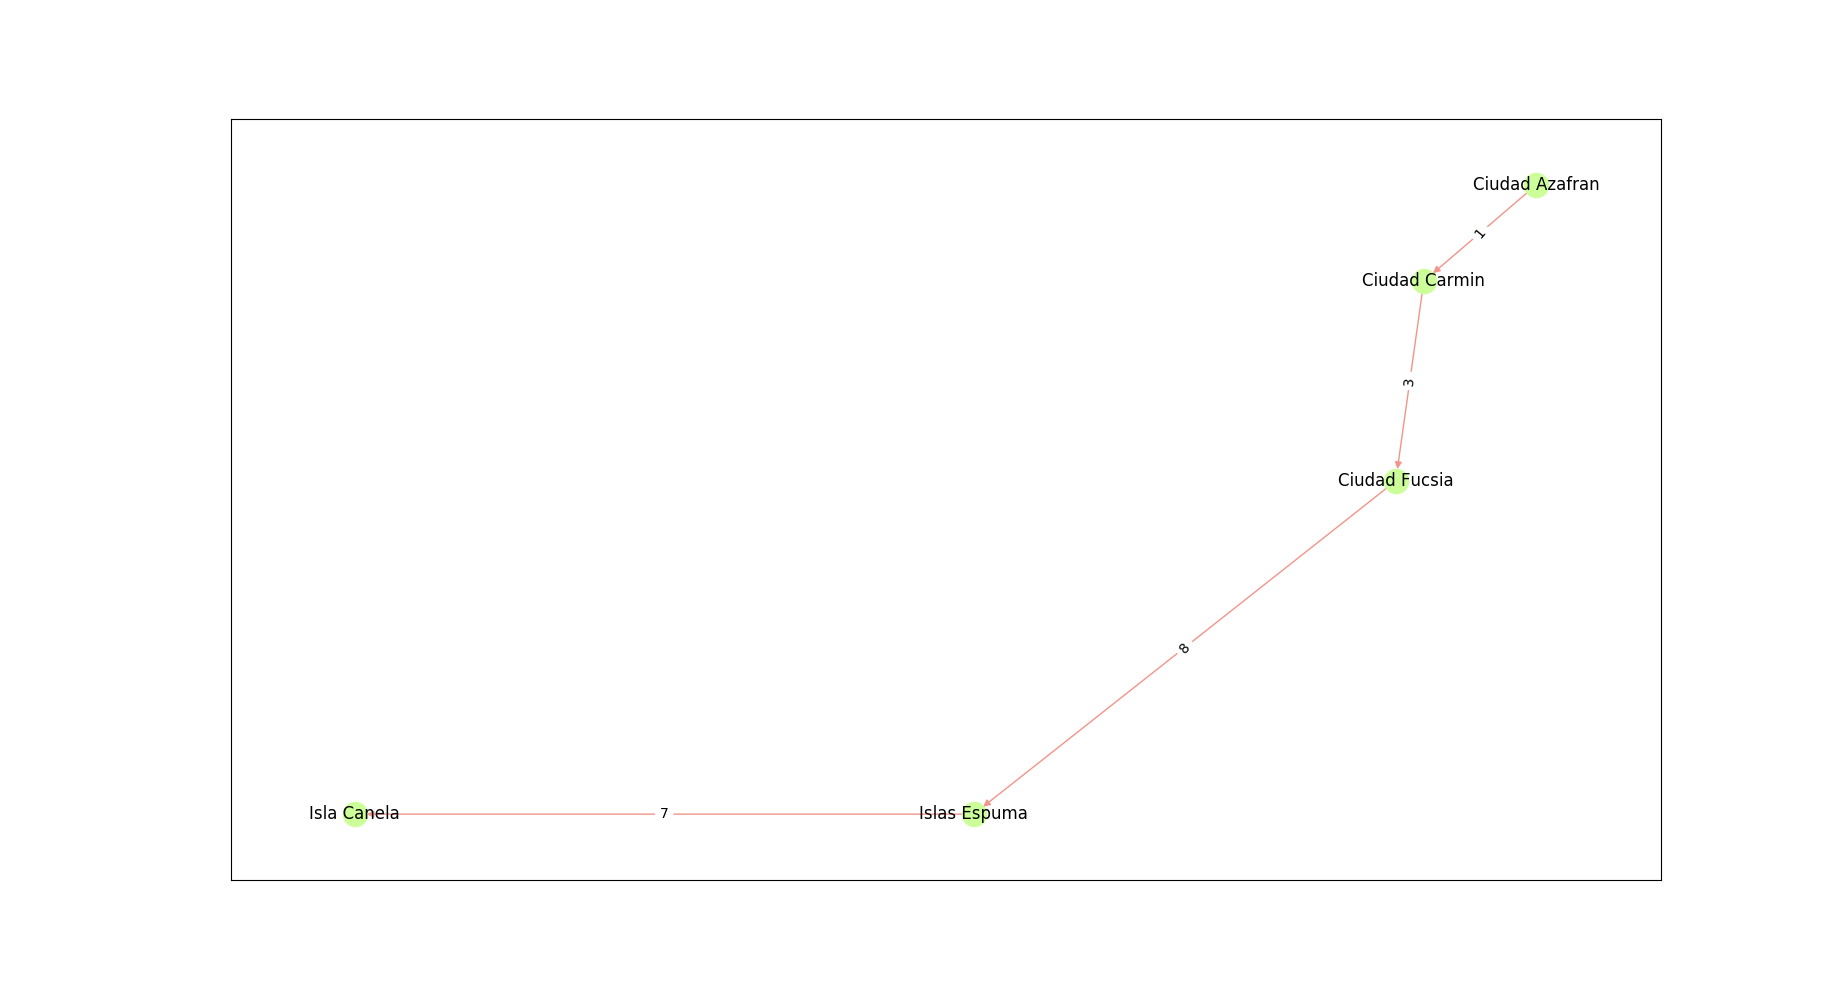 Ciudad Azafran
1
Ciudad Carmin
3
Ciudad Fucsia
8
Isla Canela
7
Islas Espuma